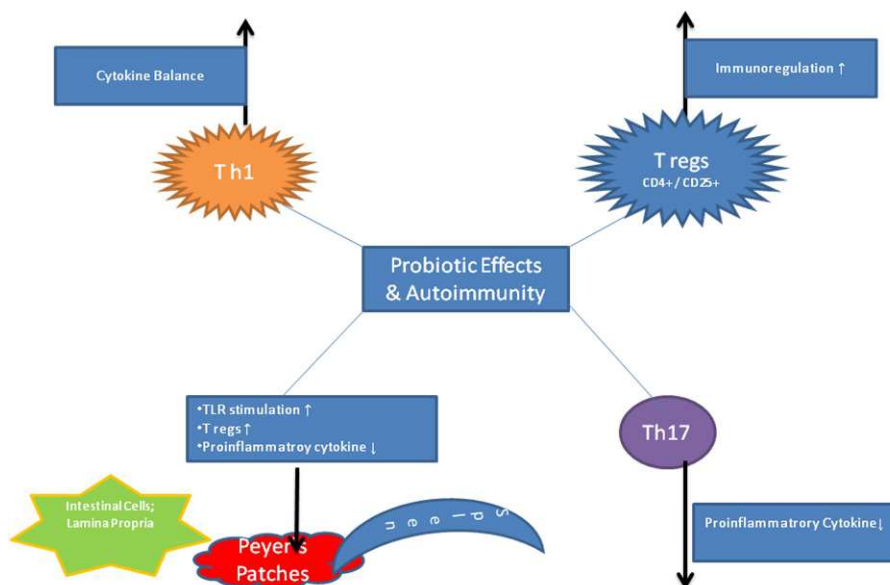 Cytokine Balance
Immunoregulation ↑
T h1
T regs
CD4+ / CD25+
Probiotic Effects
& Autoimmunity
•TLR stimulation ↑
•T regs ↑
•Proinflammatroy cytokine ↓
Th17
Intestinal Cells;
Lamina Propria
Spleen
Peyer's
Patches
Proinflammatrory Cytokine↓